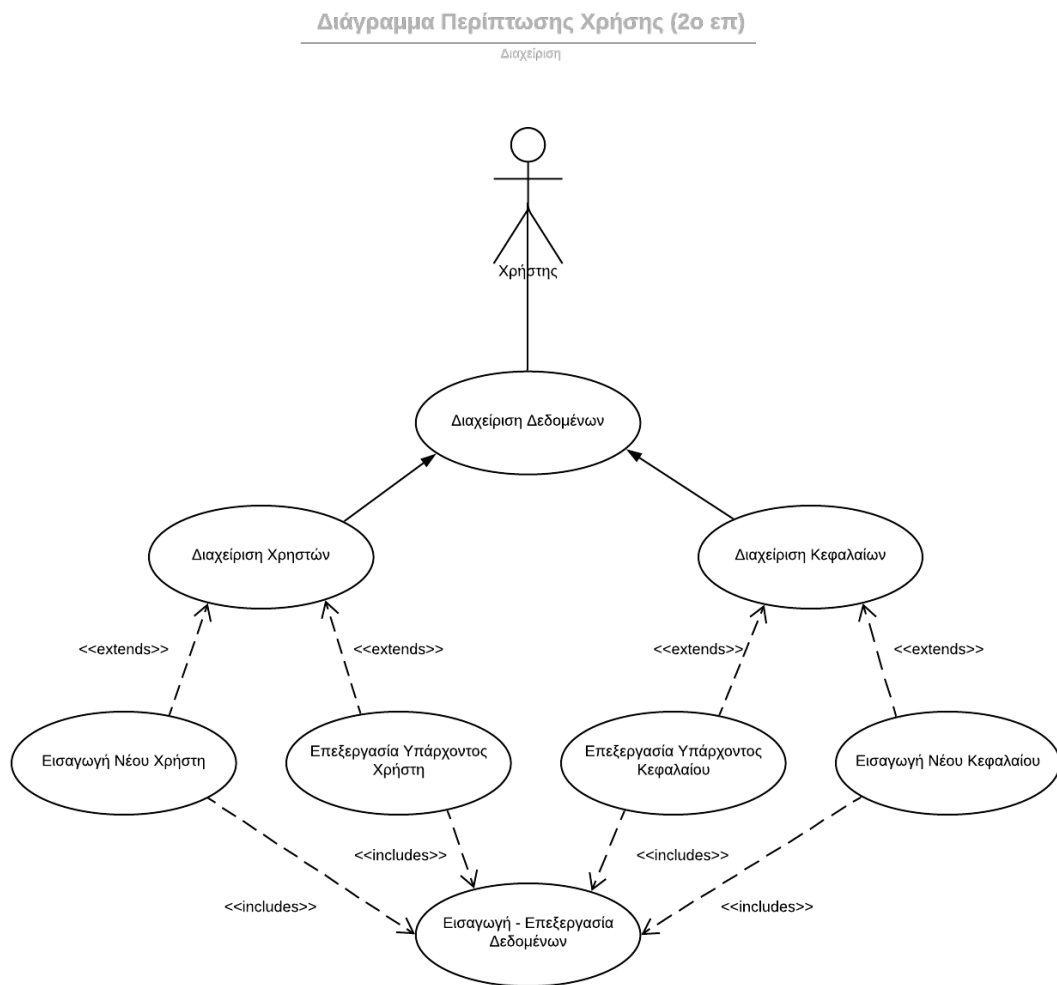 Διάγραμμα Περίπτωσης Χρήσης (2ο επ)
Διαχείριση
Χρήστης
Διαχείριση Δεδομένων
Διαχείριση Χρηστών
Διαχείριση Κεφαλαίων
<<extends>>
<<extends>>
<<extends>>
<<extends>>
Εισαγωγή Νέου Χρήστη
Επεξεργασία Υπάρχοντος
Χρήστη
Επεξεργασία Υπάρχοντος
Κεφαλαίου
Εισαγωγή Νέου Κεφαλαίου
<<includes>>
<<includes>>
<<includes>>
<<includes>>
Εισαγωγή - Επεξεργασία
Δεδομένων